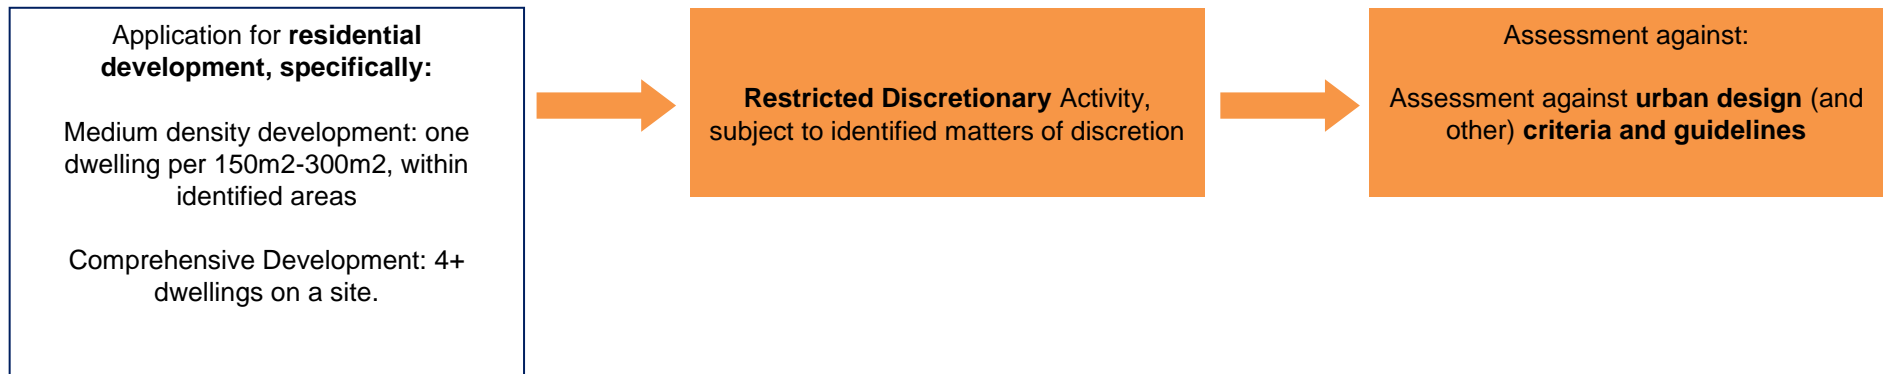 Application for residential
development, specifically:
Medium density development: one
dwelling per 150m2-300m2, within
identified areas
Comprehensive Development: 4+
dwellings on a site.
Restricted Discretionary Activity,
subject to identified matters of discretion
Assessment against:
Assessment against urban design (and
other) criteria and guidelines